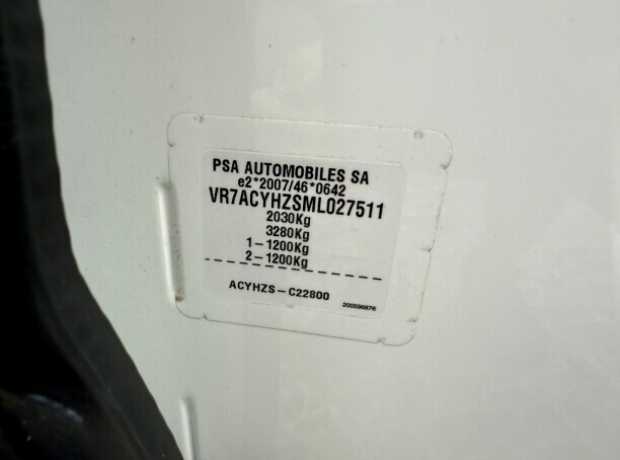 PSA AUTOMOBILES SA
e2*2007/46*0642
VR7ACYHZSML027511
2030Kg
3280Kg
1-1200Kg
2-1200Kg
ACYHZS-C22800